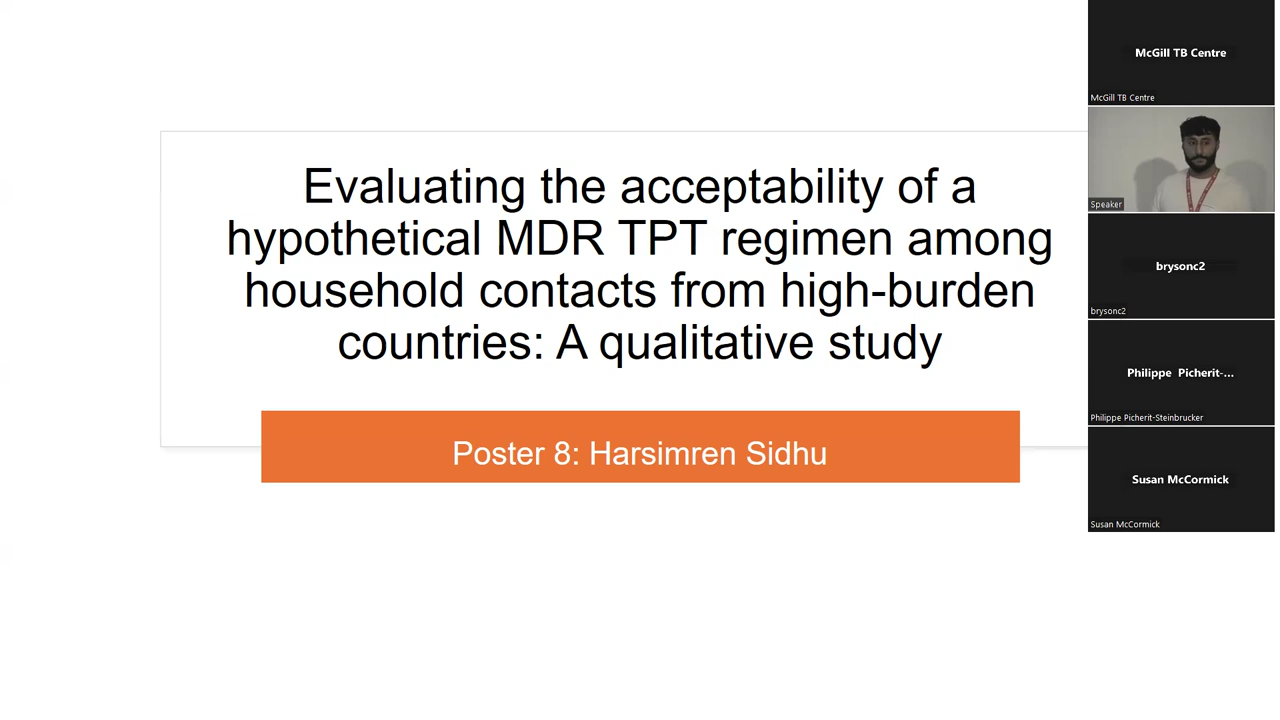 Evaluating the acceptability of a
hypothetical MDR TPT regimen among
household contacts from high-burden
countries: A qualitative study
Poster 8: Harsimren Sidhu
McGill TB Centre
McGill TB Centre
Speaker
brysonc2
brysonc2
Philippe Picherit-...
Philippe Picherit-Steinbrucker
Susan McCormick
Susan McCormick